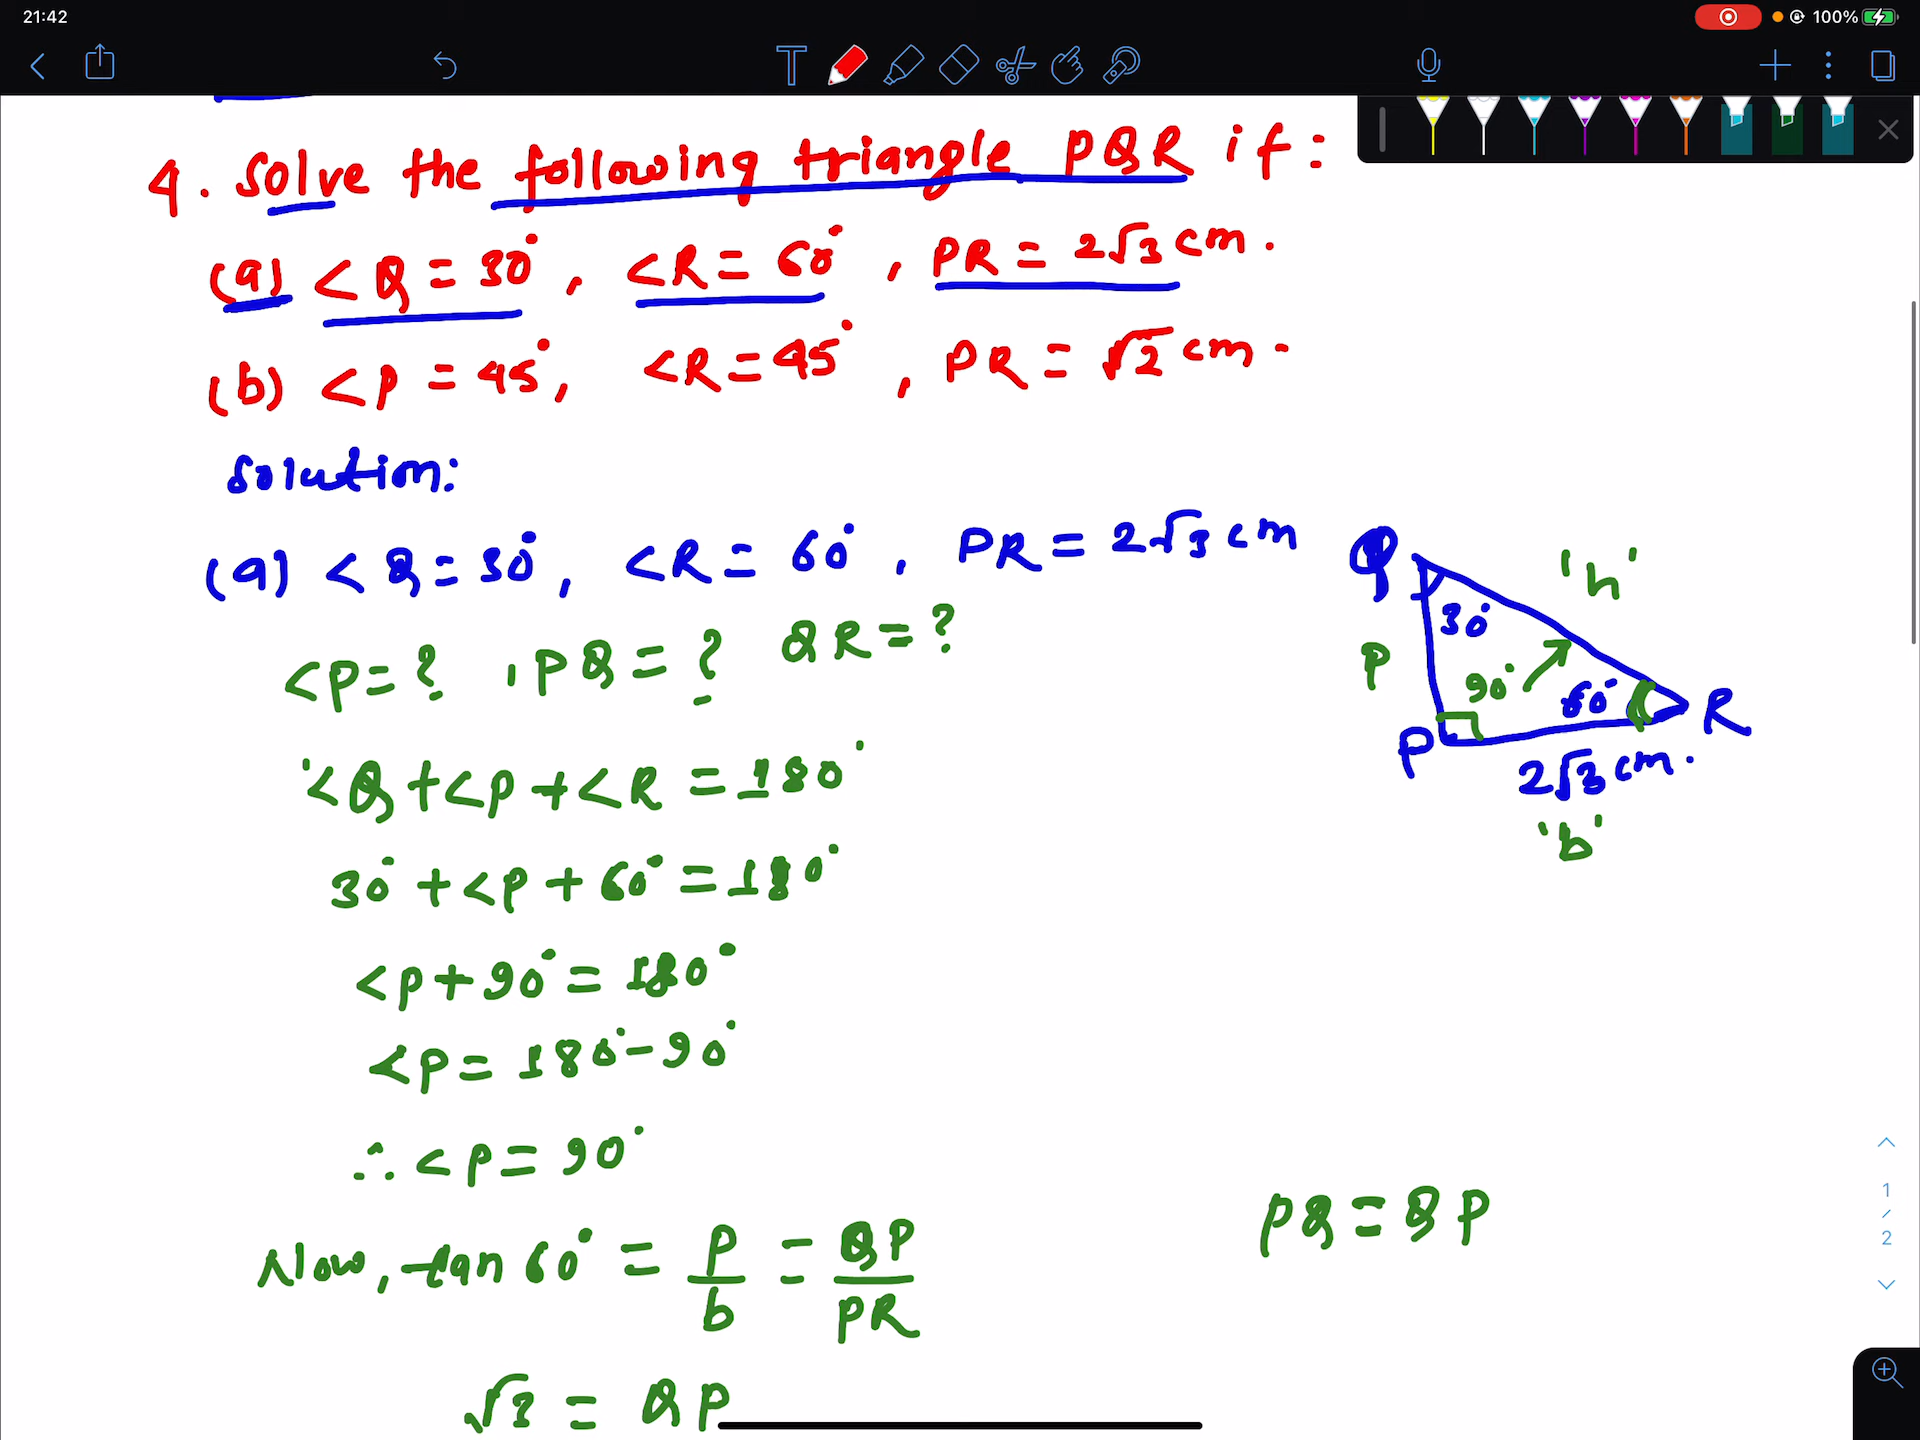 21:42
100%
4. Solve the following triangle PQR if:
(a) <Q = 30°, <R = 60°, PR = 2√3 cm.
(b) <P = 45°, <R = 45°, PR = √2 cm.
Solution:
(a) <Q = 30°, <R = 60°, PR = 2√3 cm
<P = ?, PQ = ? QR = ?
<Q + <P + <R = 180°
30° + <P + 60° = 180°
<P + 90° = 180°
<P = 180° - 90°
∴ <P = 90°
Now, tan 60° = p/b = QP/PR
√3 = QP
Q
'h'
30°
p
90°
60°
R
P
2√3 cm.
'b'
PQ = QP
1
/
2